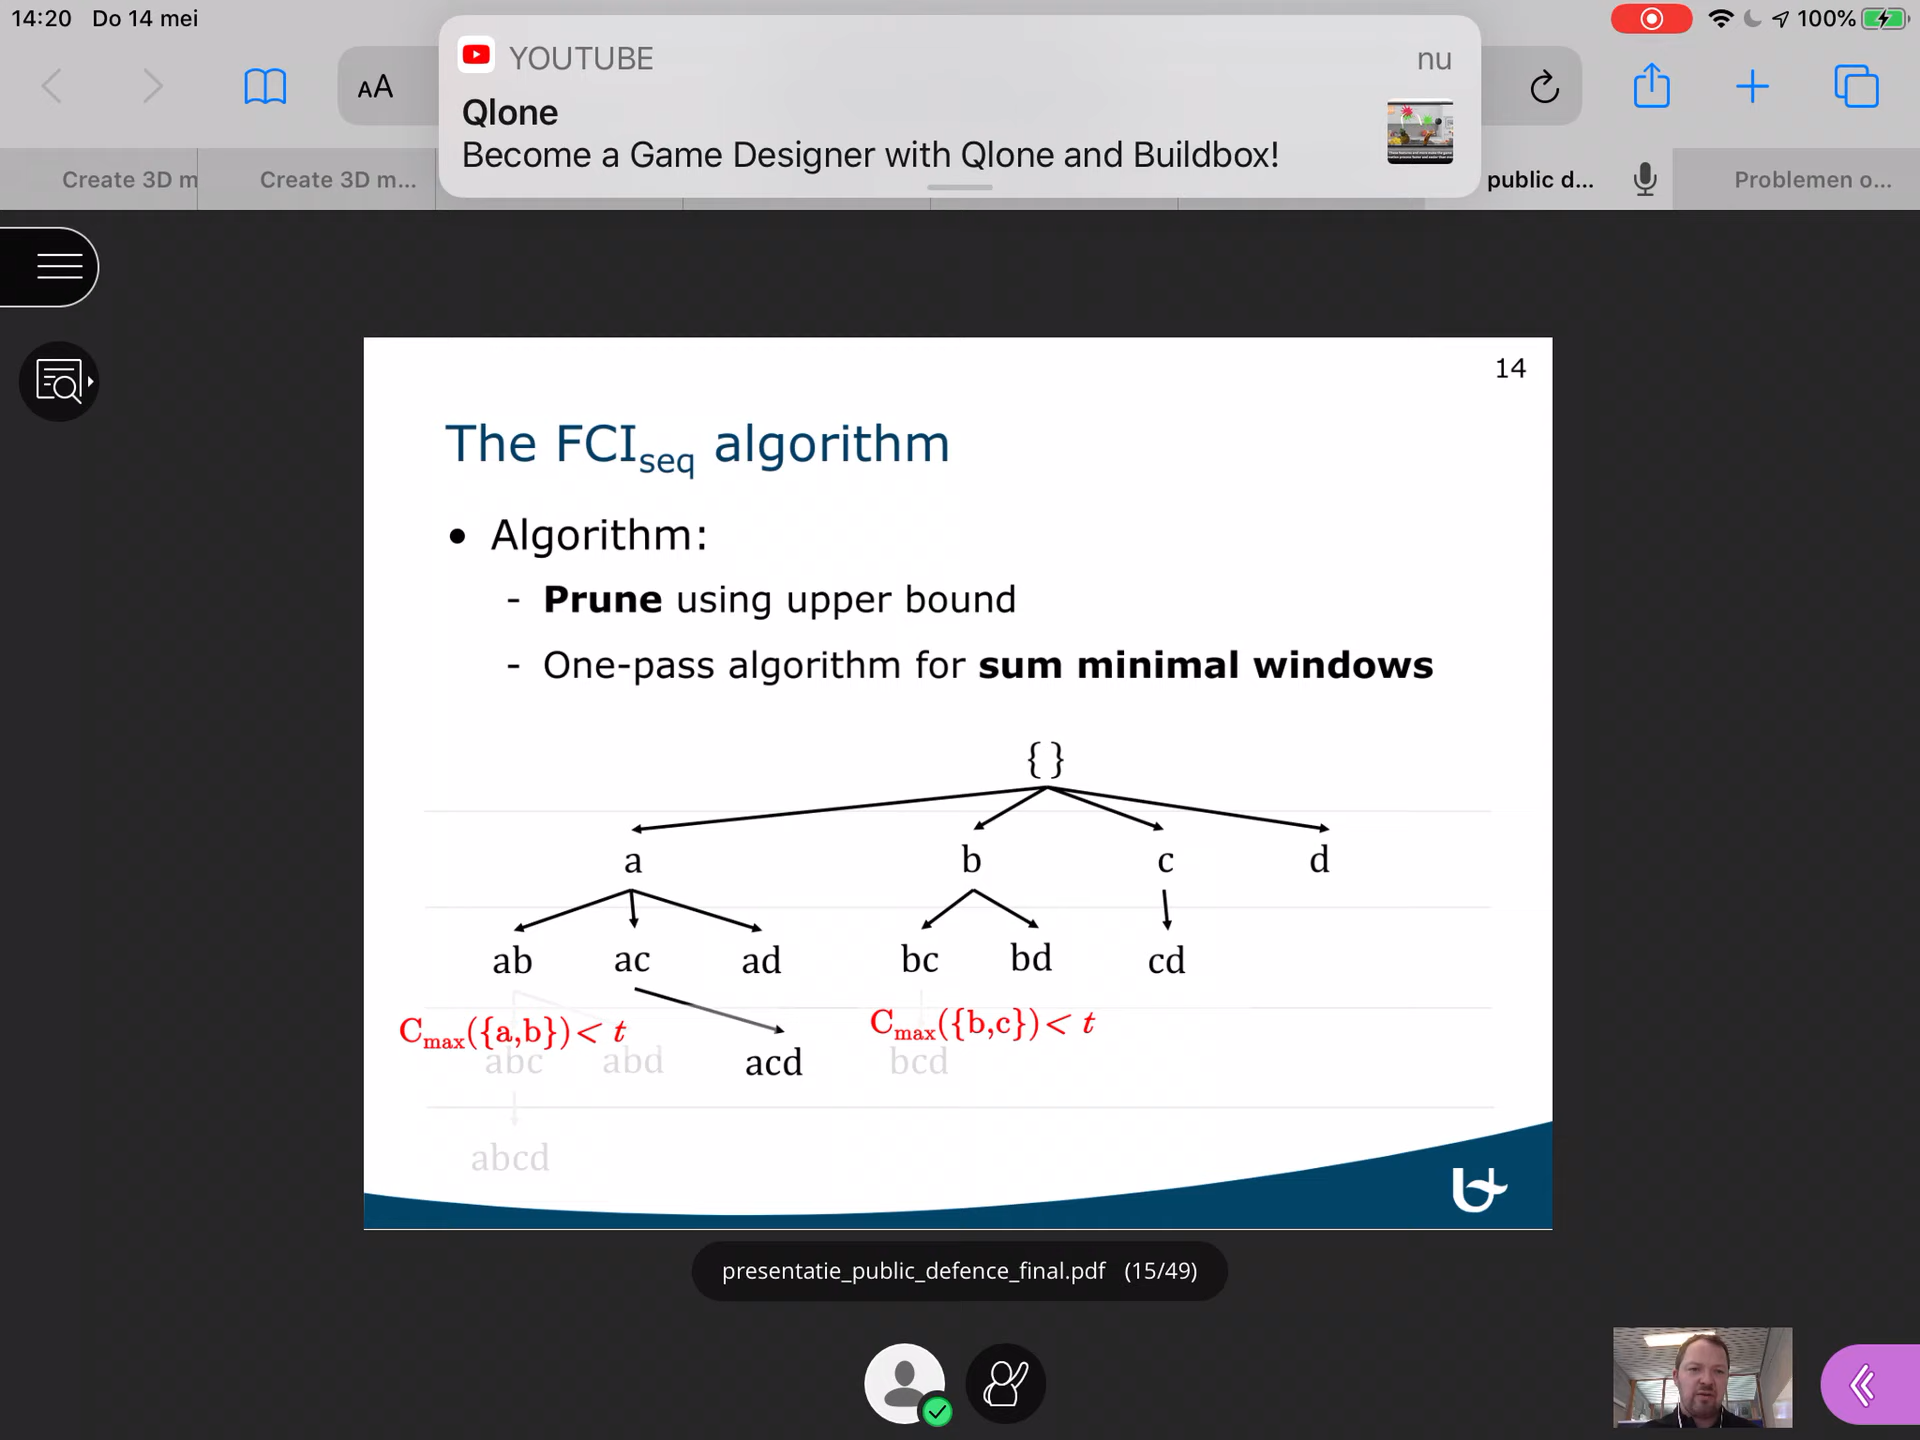 14:20 Do 14 mei
100%
YOUTUBE
nu
Qlone
Become a Game Designer with Qlone and Buildbox!
AA
Create 3D m
Create 3D m...
public d...
Problemen o...
14
The FCIseq algorithm
• Algorithm:
- Prune using upper bound
- One-pass algorithm for sum minimal windows
{}
a b c d
ab ac ad bc bd cd
Cmax({a,b})< t Cmax({b,c})< t
abc abd acd bcd
abcd
presentatie_public_defence_final.pdf (15/49)